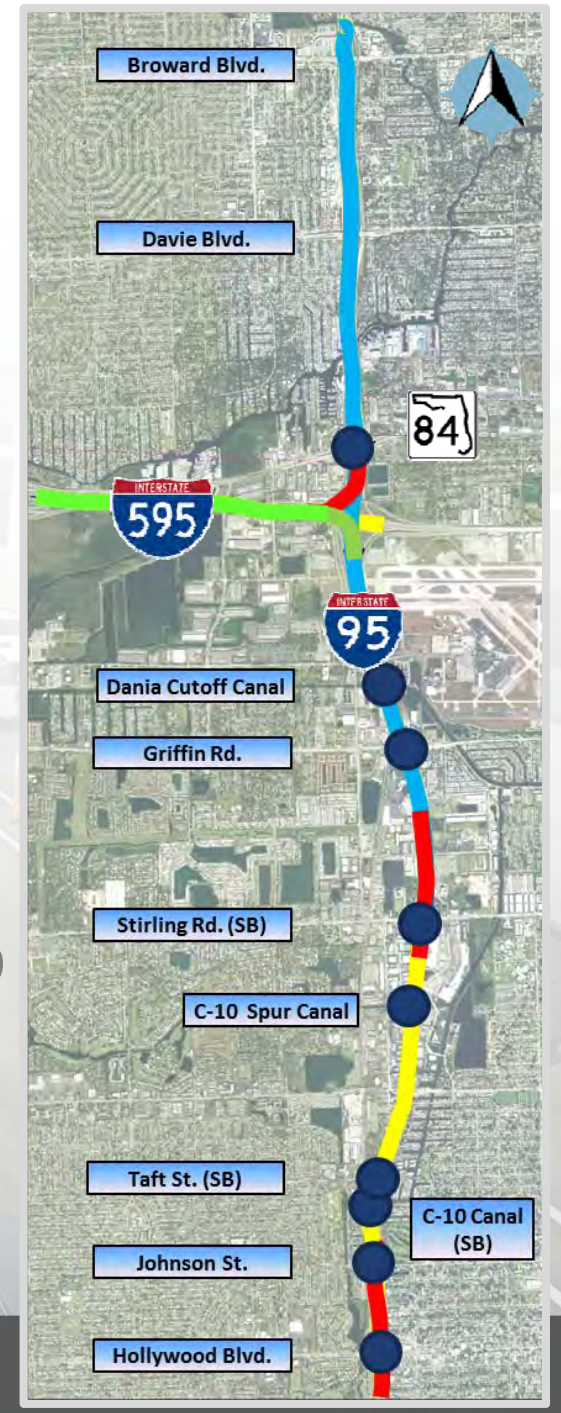 Broward Blvd.
Davie Blvd.
84
INTERSTATE
595
INTERSTATE
95
Dania Cutoff Canal
Griffin Rd.
Stirling Rd. (SB)
C-10 Spur Canal
Taft St. (SB)
C-10 Canal
(SB)
Johnson St.
Hollywood Blvd.